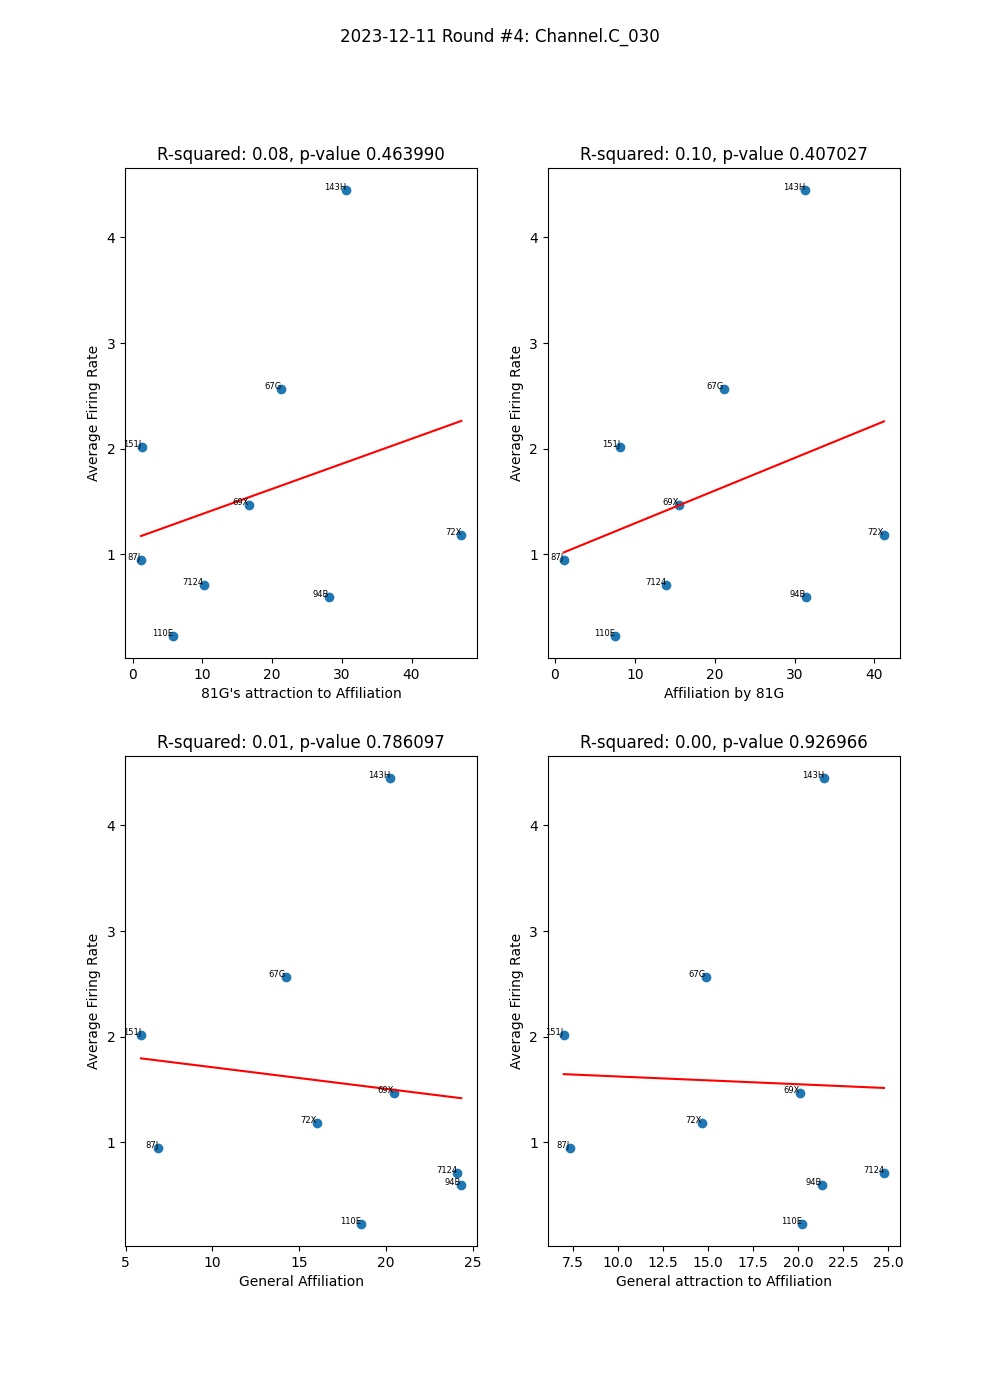 2023-12-11 Round #4: Channel.C_030
R-squared: 0.08, p-value 0.463990
143H
4
3
67G
Average Firing Rate
151J
2
69X
72X
87J
1
7124
94B
110E
0 10 20 30 40
81G's attraction to Affiliation
R-squared: 0.10, p-value 0.407027
143H
4
3
67G
Average Firing Rate
151J
2
69X
72X
87J
1
7124
94B
110E
0 10 20 30 40
Affiliation by 81G
R-squared: 0.01, p-value 0.786097
143H
4
3
67G
Average Firing Rate
151J
2
69X
72X
87J
1
7124
94B
110E
5 10 15 20 25
General Affiliation
R-squared: 0.00, p-value 0.926966
143H
4
3
67G
Average Firing Rate
151J
2
69X
72X
87J
1
7124
94B
110E
7.5 10.0 12.5 15.0 17.5 20.0 22.5 25.0
General attraction to Affiliation